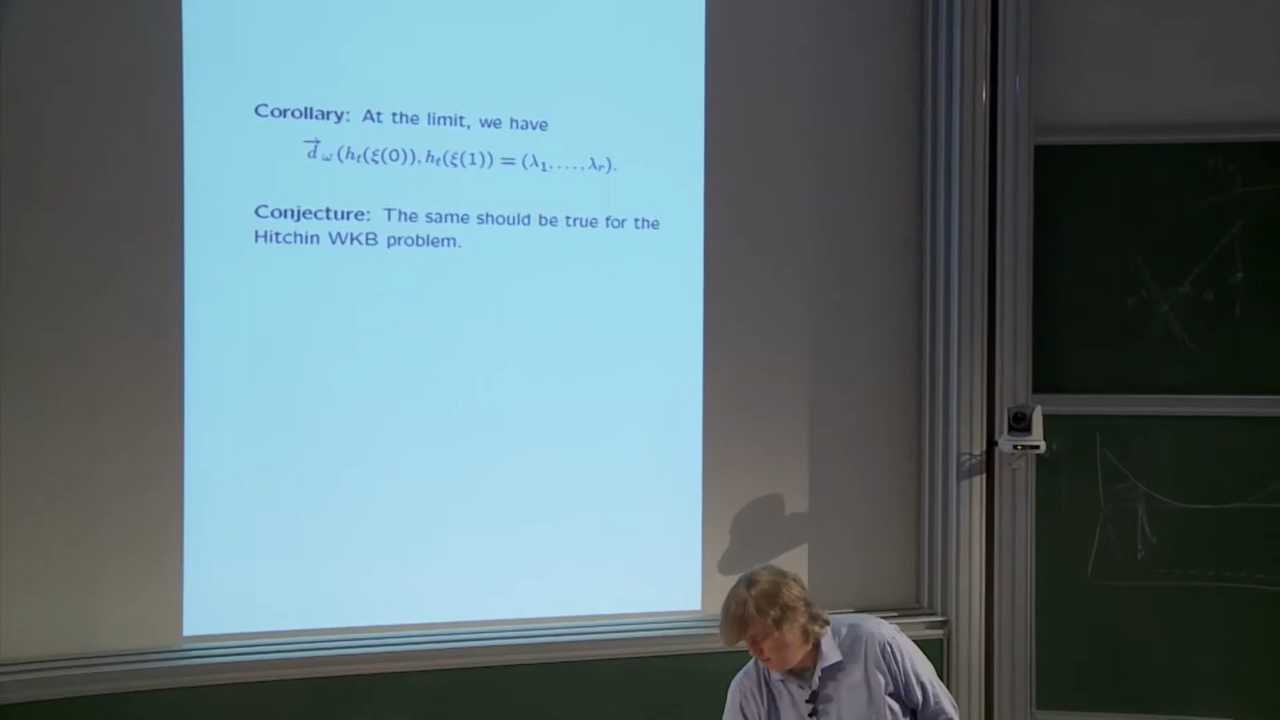 Corollary: At the limit, we have
$\overrightarrow{d}_\omega(h_t(\xi(0)), h_t(\xi(1)) = (\lambda_1, \ldots, \lambda_r).$
Conjecture: The same should be true for the
Hitchin WKB problem.